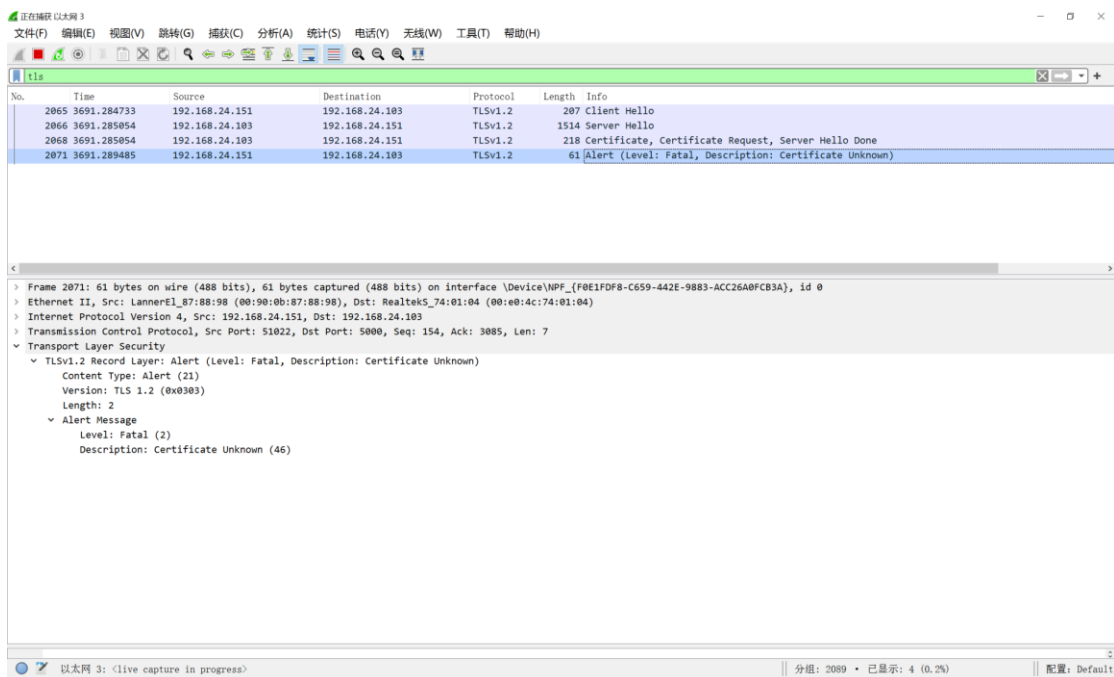 正在捕获 以太网 3
文件(F) 编辑(E) 视图(V) 跳转(G) 捕获(C) 分析(A) 统计(S) 电话(Y) 无线(W) 工具(T) 帮助(H)
tls
No. Time Source Destination Protocol Length Info
2065 3691.284733 192.168.24.151 192.168.24.103 TLSv1.2 207 Client Hello
2066 3691.285054 192.168.24.103 192.168.24.151 TLSv1.2 1514 Server Hello
2068 3691.285054 192.168.24.103 192.168.24.151 TLSv1.2 218 Certificate, Certificate Request, Server Hello Done
2071 3691.289485 192.168.24.151 192.168.24.103 TLSv1.2 61 Alert (Level: Fatal, Description: Certificate Unknown)
Frame 2071: 61 bytes on wire (488 bits), 61 bytes captured (488 bits) on interface \Device\NPF_{F0E1FDF8-C659-442E-9883-ACC26A0FCB3A}, id 0
Ethernet II, Src: LannerEl_87:88:98 (00:90:0b:87:88:98), Dst: RealtekS_74:01:04 (00:e0:4c:74:01:04)
Internet Protocol Version 4, Src: 192.168.24.151, Dst: 192.168.24.103
Transmission Control Protocol, Src Port: 51022, Dst Port: 5000, Seq: 154, Ack: 3085, Len: 7
Transport Layer Security
TLSv1.2 Record Layer: Alert (Level: Fatal, Description: Certificate Unknown)
Content Type: Alert (21)
Version: TLS 1.2 (0x0303)
Length: 2
Alert Message
Level: Fatal (2)
Description: Certificate Unknown (46)
以太网 3: <live capture in progress>
分组: 2089 • 已显示: 4 (0.2%)
配置: Default